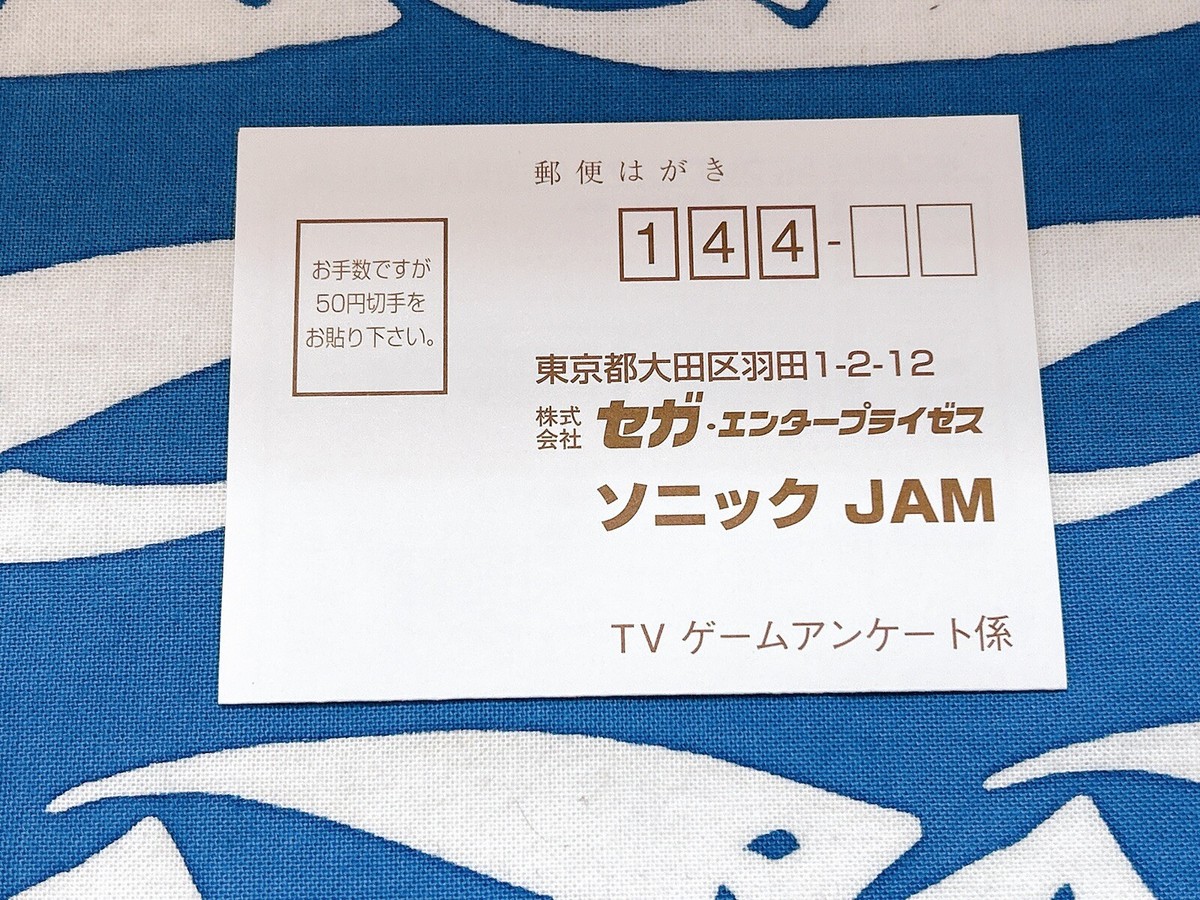 郵便はがき
144-
お手数ですが
50円切手を
お貼り下さい。
東京都大田区羽田1-2-12
株式会社 セガ・エンタープライゼス
ソニック JAM
TV ゲームアンケート係